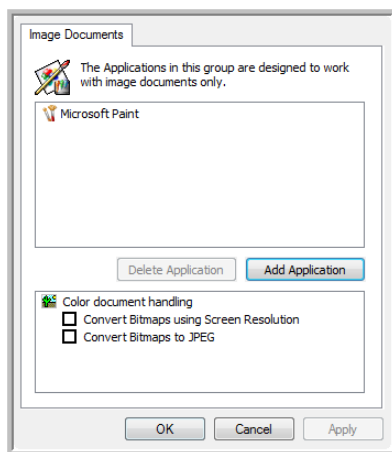 Image Documents
The Applications in this group are designed to work
with image documents only.
Microsoft Paint
Delete Application Add Application
Color document handling
Convert Bitmaps using Screen Resolution
Convert Bitmaps to JPEG
OK Cancel Apply